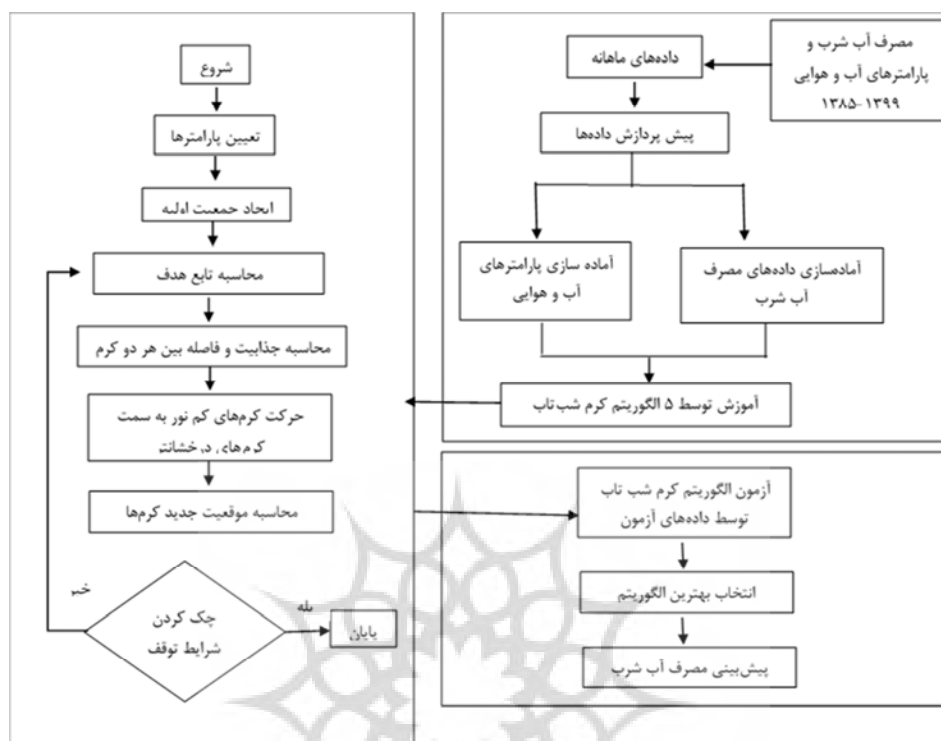 مصرف آب شرب و
پارامترهای آب و هوایی
۱۳۸۵-۱۳۹۹
داده‌های ماهانه
پیش پردازش داده‌ها
آماده‌سازی داده‌های مصرف
آب شرب
آماده سازی پارامترهای
آب و هوایی
آموزش توسط ۵ الگوریتم کرم شب‌تاب
شروع
تعیین پارامترها
ایجاد جمعیت اولیه
محاسبه تابع هدف
محاسبه جذابیت و فاصله بین هر دو کرم
حرکت کرم‌های کم نور به سمت
کرم‌های درخشانتر
محاسبه موقعیت جدید کرم‌ها
چک کردن
شرایط توقف
خیر
بله
پایان
آزمون الگوریتم کرم شب تاب
توسط داده‌های آزمون
انتخاب بهترین الگوریتم
پیش‌بینی مصرف آب شرب